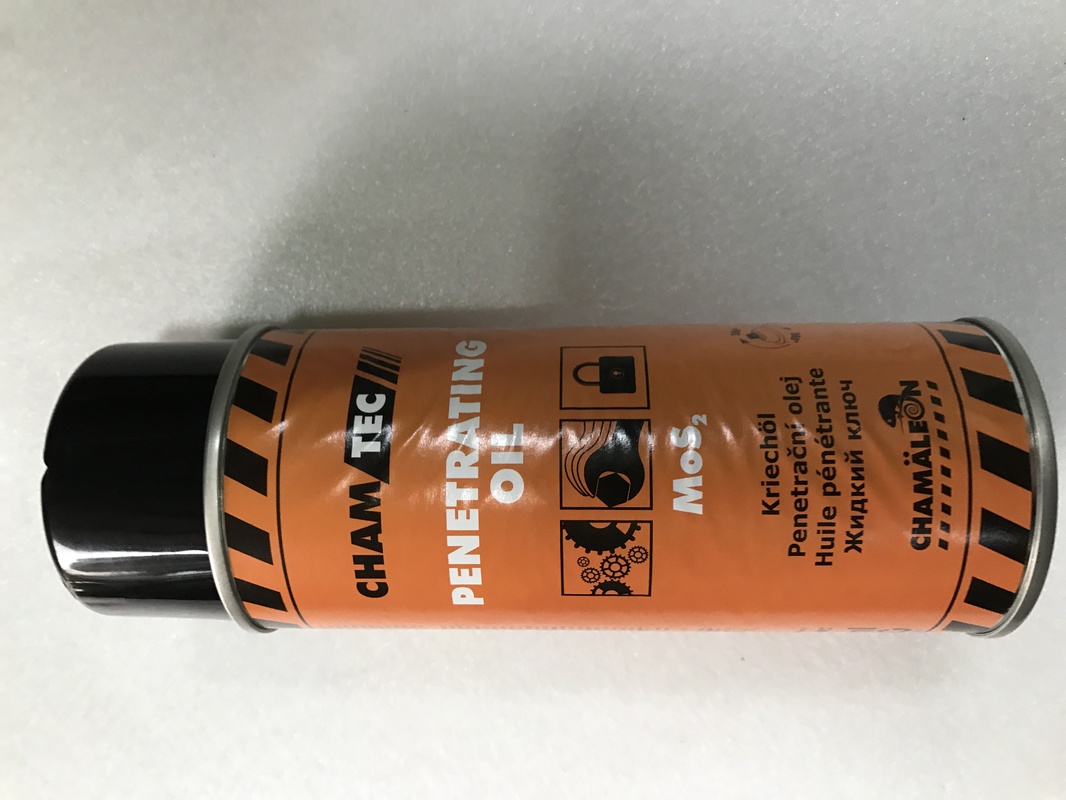 CHAM TEC
PENETRATING
OIL
MoS₂
Kriechöl
Penetrační olej
Huile pénétrante
Жидкий ключ
CHAMÄLEON